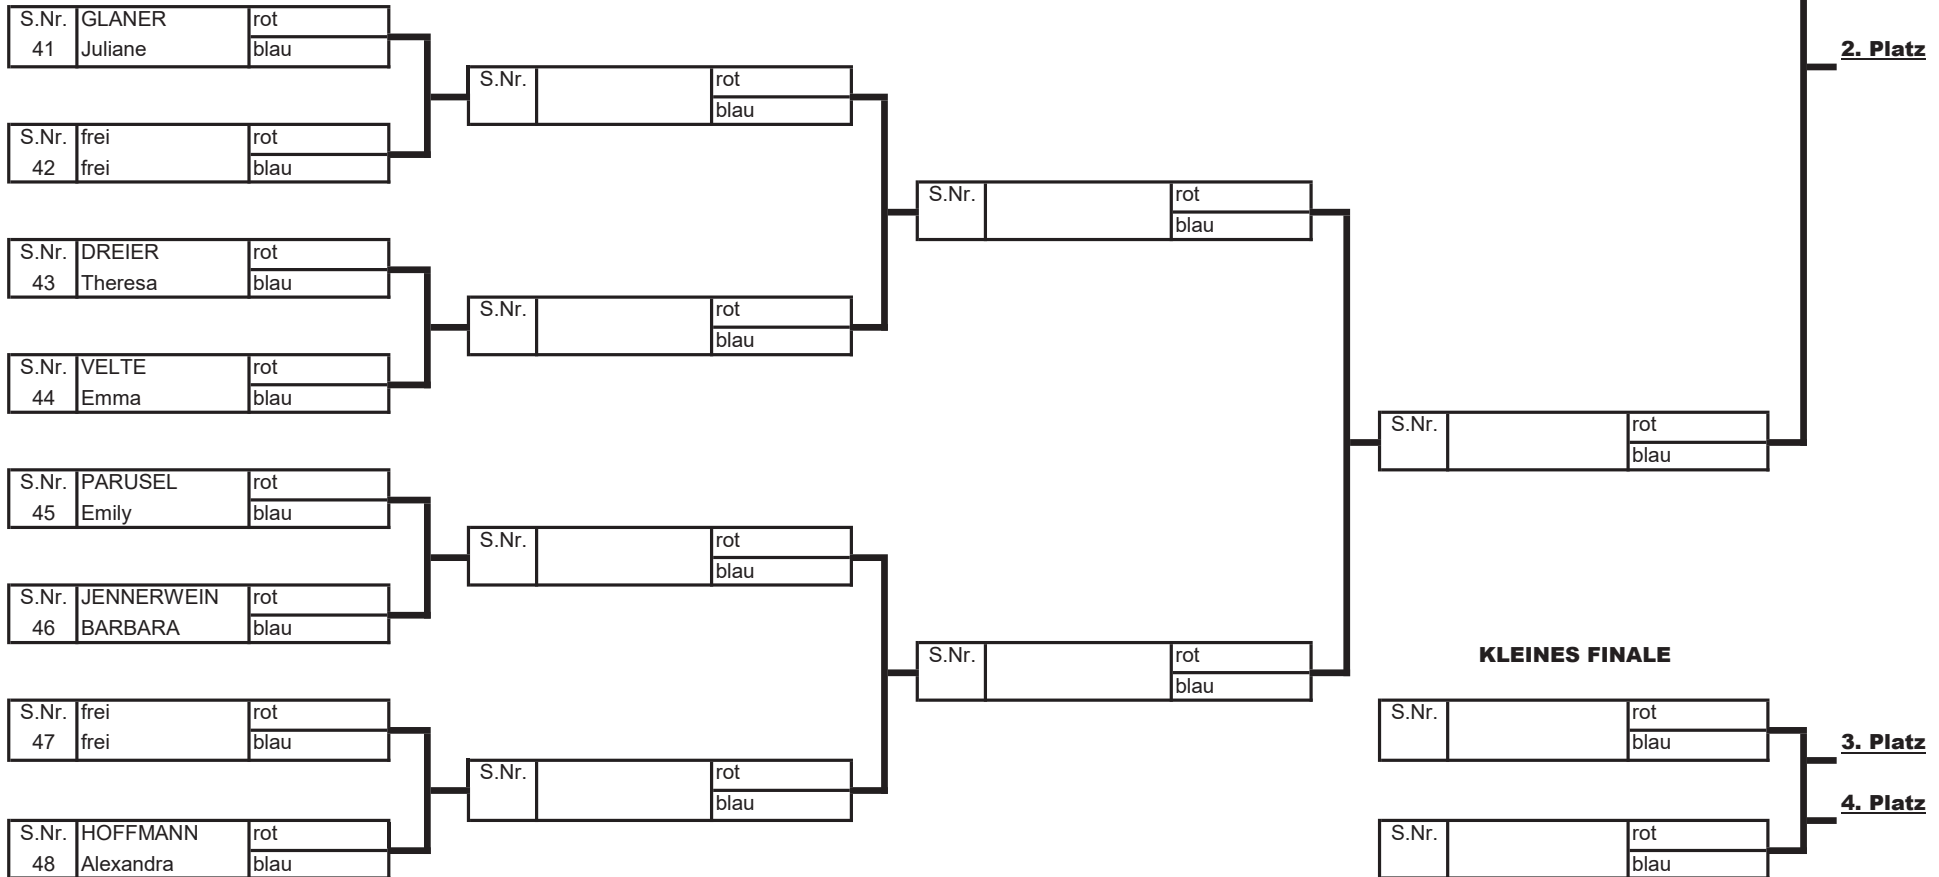 S.Nr. GLANER rot
41 Juliane blau
2. Platz
S.Nr. rot
blau
S.Nr. frei rot
42 frei blau
S.Nr. rot
blau
S.Nr. DREIER rot
43 Theresa blau
S.Nr. rot
blau
S.Nr. VELTE rot
44 Emma blau
S.Nr. rot
blau
S.Nr. PARUSEL rot
45 Emily blau
S.Nr. rot
blau
S.Nr. JENNERWEIN rot
46 BARBARA blau
S.Nr. rot
blau
KLEINES FINALE
S.Nr. frei rot
47 frei blau
S.Nr. rot
blau
3. Platz
S.Nr. rot
blau
4. Platz
S.Nr. HOFFMANN rot
48 Alexandra blau
S.Nr. rot
blau